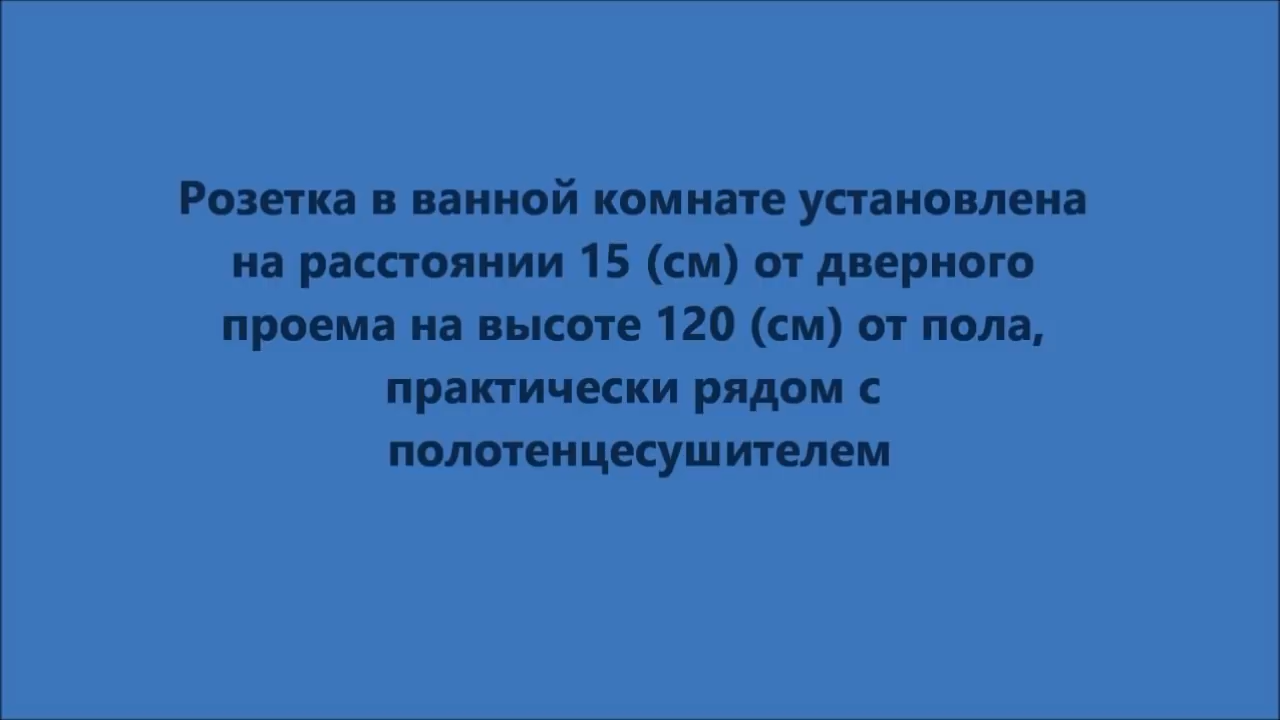 Розетка в ванной комнате установлена
на расстоянии 15 (см) от дверного
проема на высоте 120 (см) от пола,
практически рядом с
полотенцесушителем